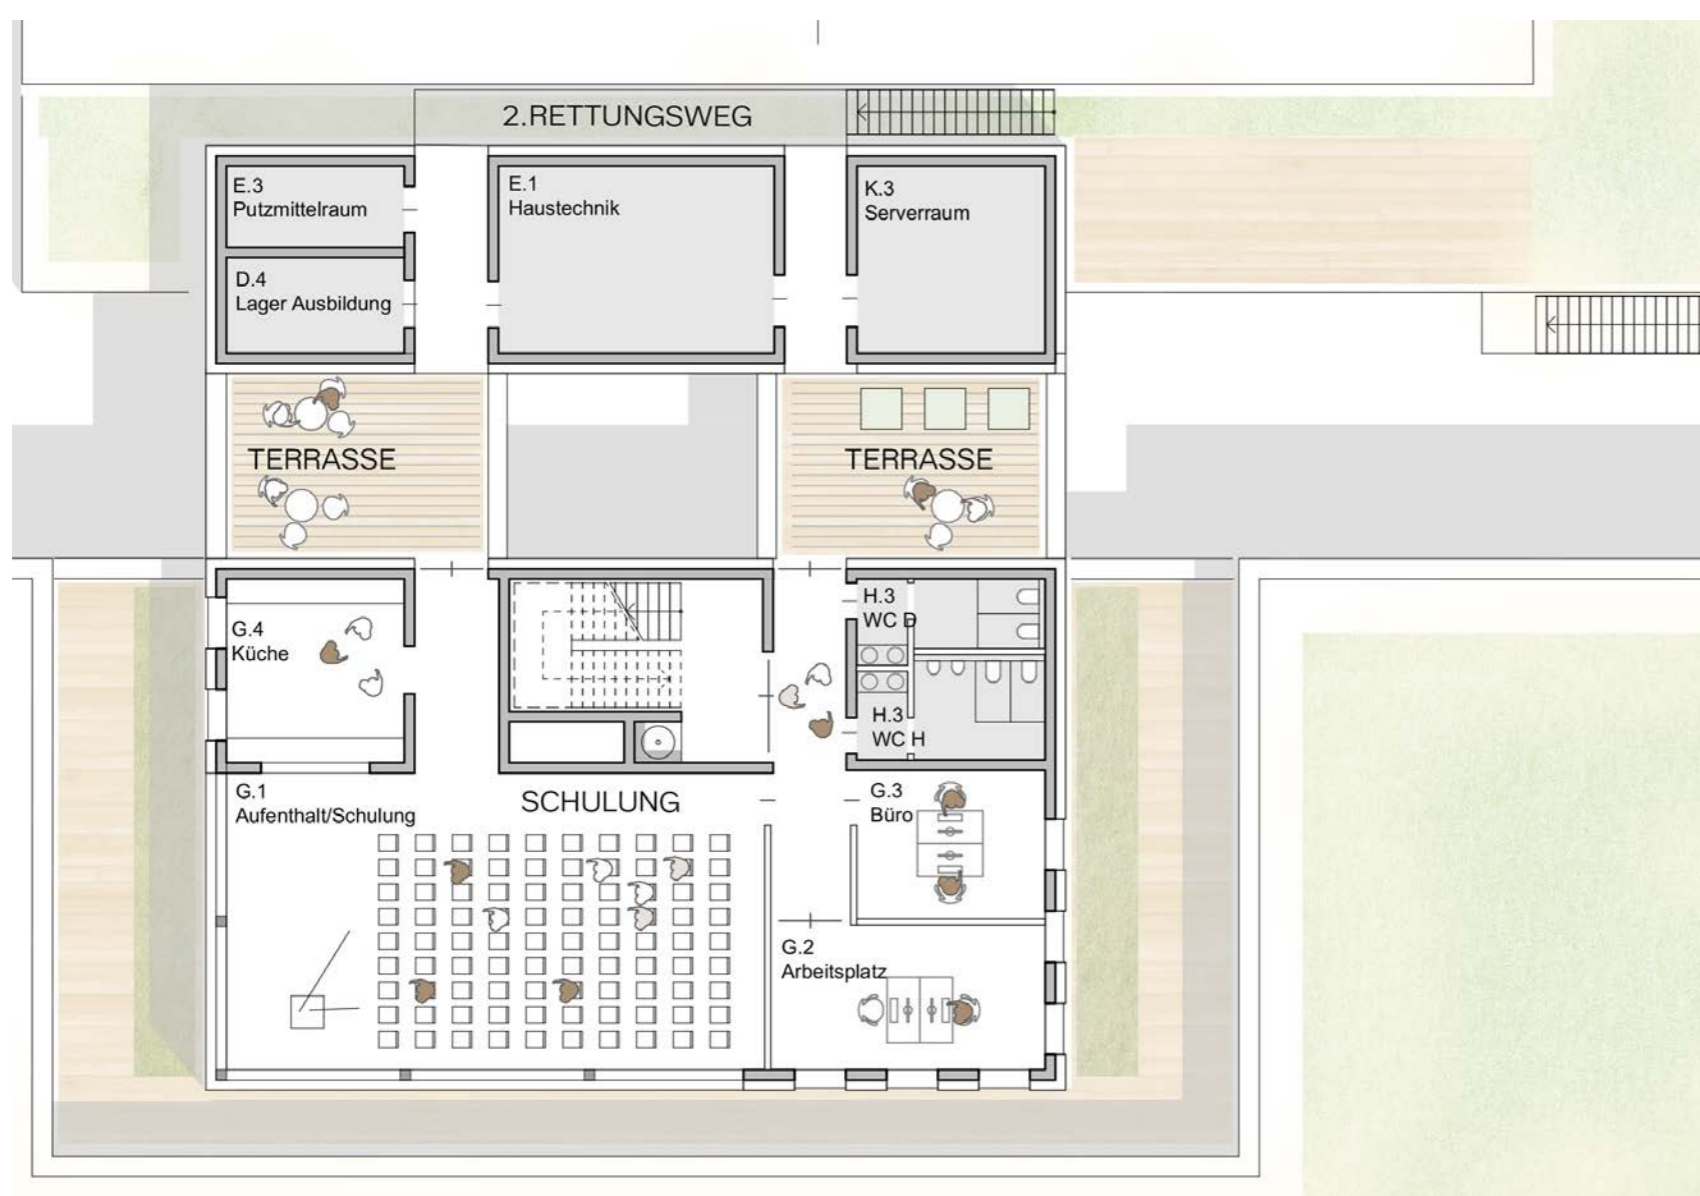 2.RETTUNGSWEG
E.3
Putzmittelraum
E.1
Haustechnik
K.3
Serverraum
D.4
Lager Ausbildung
TERRASSE
TERRASSE
H.3
WC D
G.4
Küche
H.3
WC H
G.1
Aufenthalt/Schulung
SCHULUNG
G.3
Büro
G.2
Arbeitsplatz